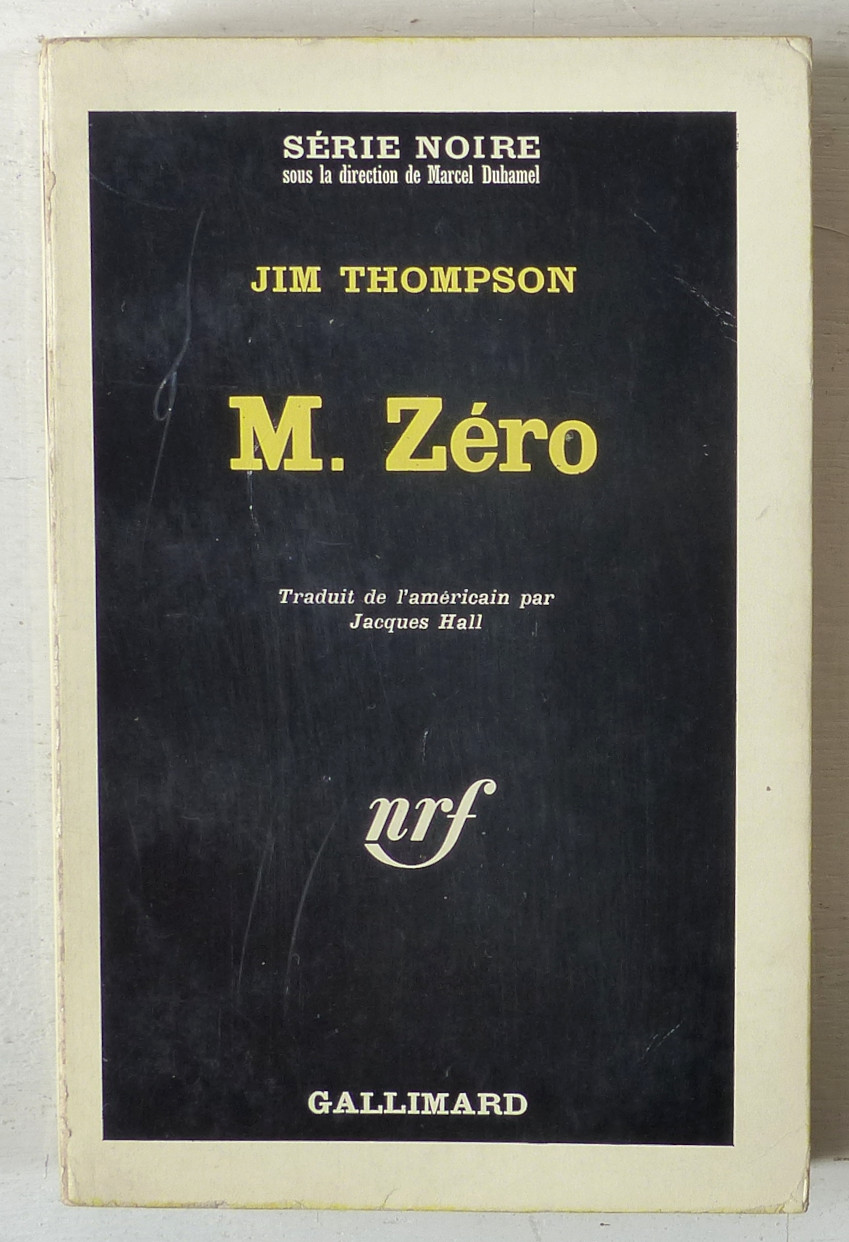 SÉRIE NOIRE
sous la direction de Marcel Duhamel
JIM THOMPSON
M. Zéro
Traduit de l'américain par
Jacques Hall
nrf
GALLIMARD